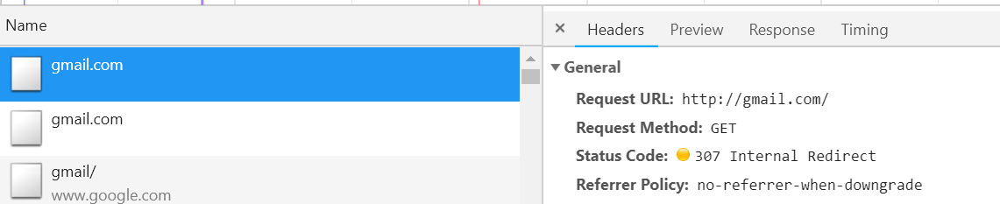 Name
gmail.com
gmail.com
gmail/
www.google.com
× Headers Preview Response Timing
General
Request URL: http://gmail.com/
Request Method: GET
Status Code: 307 Internal Redirect
Referrer Policy: no-referrer-when-downgrade